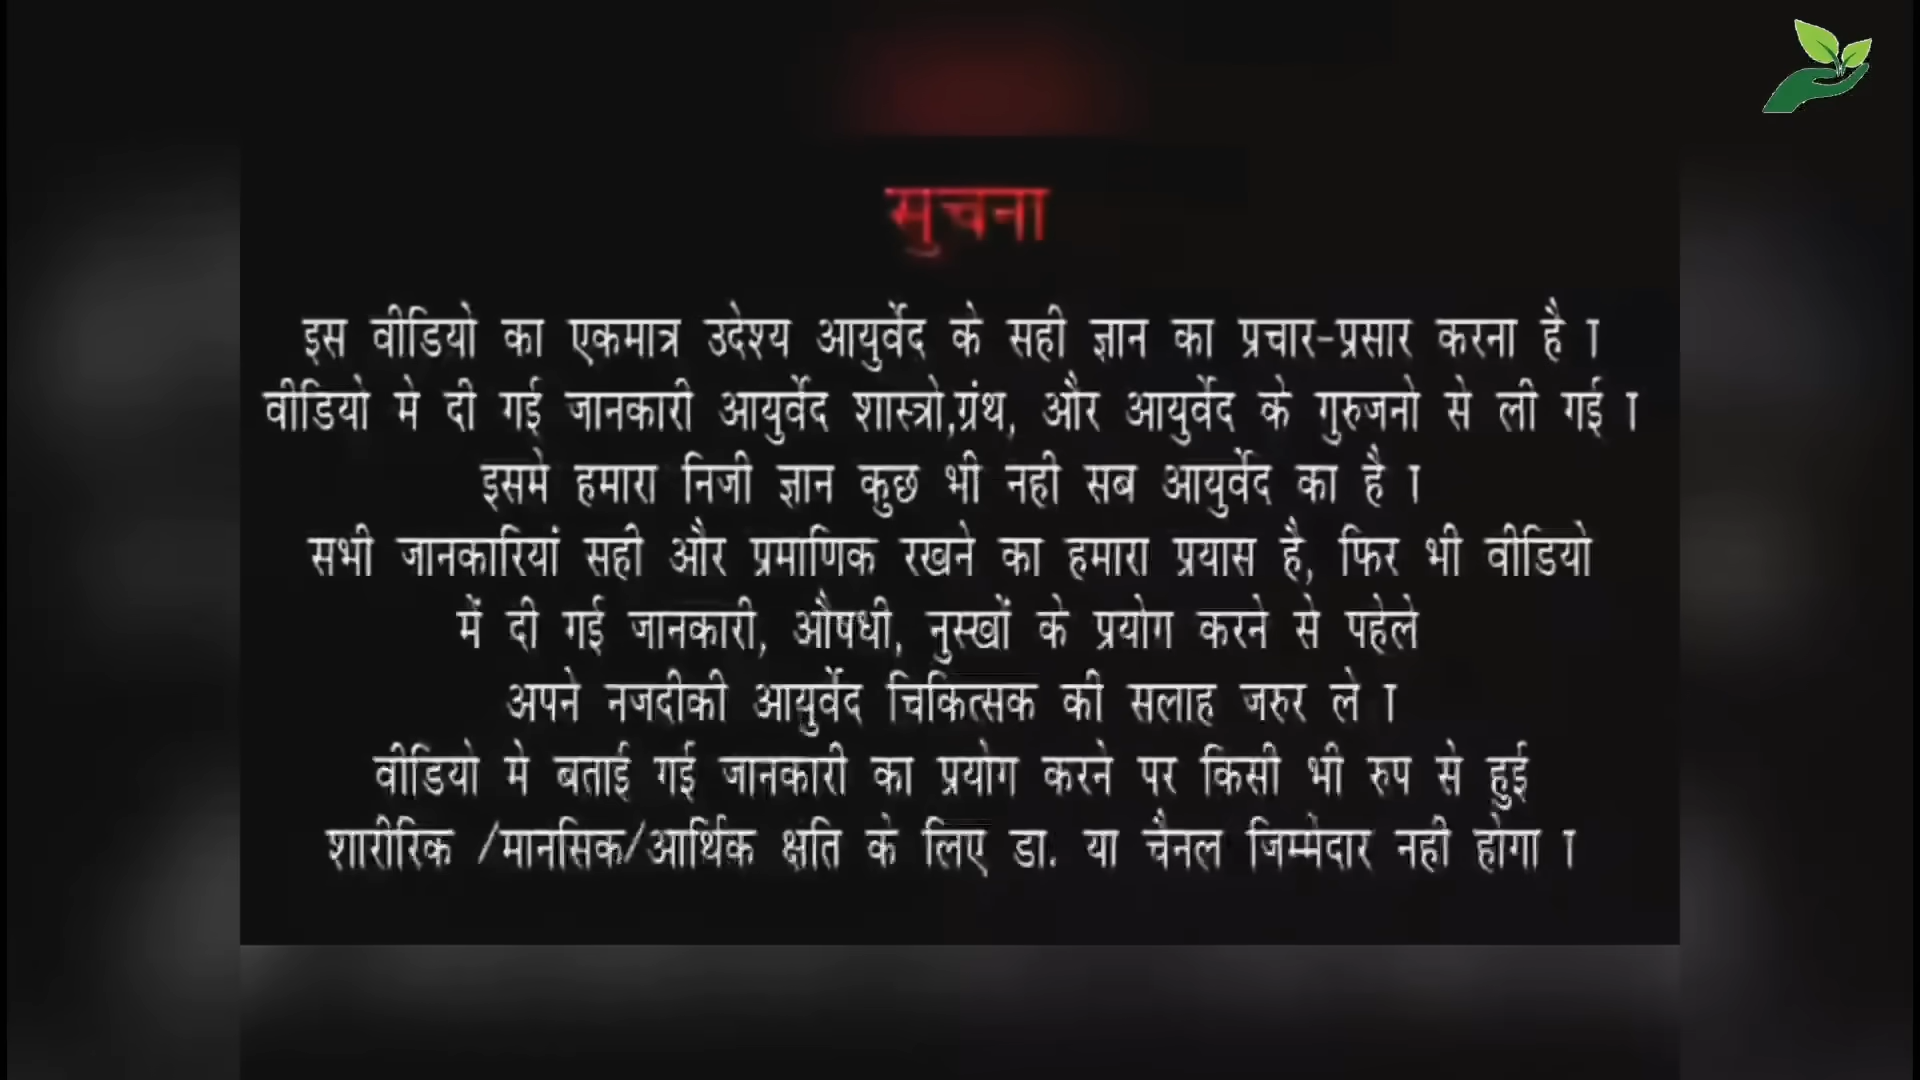 सुचना
इस वीडियो का एकमात्र उदेश्य आयुर्वेद के सही ज्ञान का प्रचार-प्रसार करना है ।
वीडियो मे दी गई जानकारी आयुर्वेद शास्त्रो,ग्रंथ, और आयुर्वेद के गुरुजनो से ली गई ।
इसमे हमारा निजी ज्ञान कुछ भी नही सब आयुर्वेद का है ।
सभी जानकारियां सही और प्रमाणिक रखने का हमारा प्रयास है, फिर भी वीडियो
में दी गई जानकारी, औषधी, नुस्खों के प्रयोग करने से पहेले
अपने नजदीकी आयुर्वेद चिकित्सक की सलाह जरुर ले ।
वीडियो मे बताई गई जानकारी का प्रयोग करने पर किसी भी रुप से हुई
शारीरिक /मानसिक/आर्थिक क्षति के लिए डा. या चैनल जिम्मेदार नही होगा ।